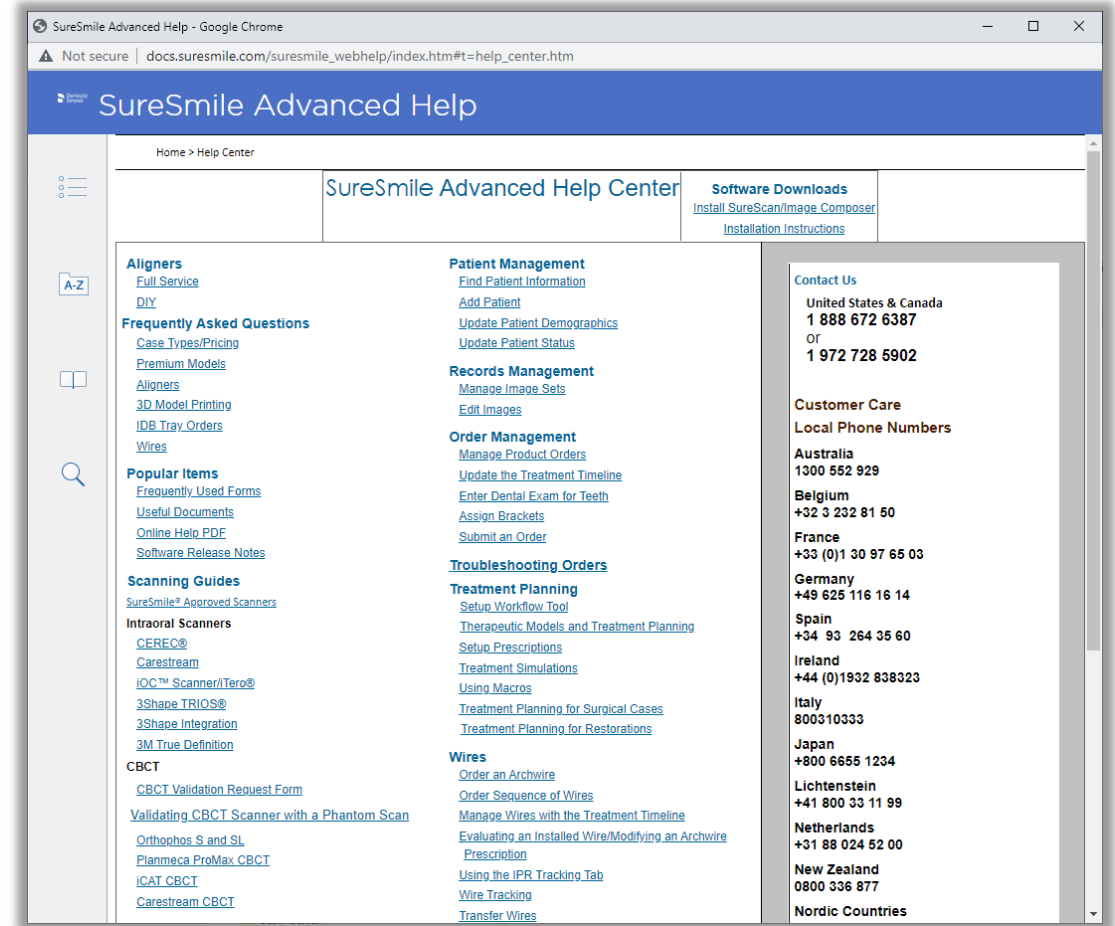 SureSmile Advanced Help - Google Chrome
Not secure | docs.suresmile.com/suresmile_webhelp/index.htm#t=help_center.htm
Dentsply
Sirona
SureSmile Advanced Help
Home > Help Center
SureSmile Advanced Help Center
Software Downloads
Install SureScan/Image Composer
Installation Instructions
A-Z
Aligners
Full Service
DIY
Frequently Asked Questions
Case Types/Pricing
Premium Models
Aligners
3D Model Printing
IDB Tray Orders
Wires
Popular Items
Frequently Used Forms
Useful Documents
Online Help PDF
Software Release Notes
Scanning Guides
SureSmile® Approved Scanners
Intraoral Scanners
CEREC®
Carestream
iOC™ Scanner/iTero®
3Shape TRIOS®
3Shape Integration
3M True Definition
CBCT
CBCT Validation Request Form
Validating CBCT Scanner with a Phantom Scan
Orthophos S and SL
Planmeca ProMax CBCT
iCAT CBCT
Carestream CBCT
Patient Management
Find Patient Information
Add Patient
Update Patient Demographics
Update Patient Status
Records Management
Manage Image Sets
Edit Images
Order Management
Manage Product Orders
Update the Treatment Timeline
Enter Dental Exam for Teeth
Assign Brackets
Submit an Order
Troubleshooting Orders
Treatment Planning
Setup Workflow Tool
Therapeutic Models and Treatment Planning
Setup Prescriptions
Treatment Simulations
Using Macros
Treatment Planning for Surgical Cases
Treatment Planning for Restorations
Wires
Order an Archwire
Order Sequence of Wires
Manage Wires with the Treatment Timeline
Evaluating an Installed Wire/Modifying an Archwire
Prescription
Using the IPR Tracking Tab
Wire Tracking
Transfer Wires
Contact Us
United States & Canada
1 888 672 6387
or
1 972 728 5902
Customer Care
Local Phone Numbers
Australia
1300 552 929
Belgium
+32 3 232 81 50
France
+33 (0)1 30 97 65 03
Germany
+49 625 116 16 14
Spain
+34 93 264 35 60
Ireland
+44 (0)1932 838323
Italy
800310333
Japan
+800 6655 1234
Lichtenstein
+41 800 33 11 99
Netherlands
+31 88 024 52 00
New Zealand
0800 336 877
Nordic Countries